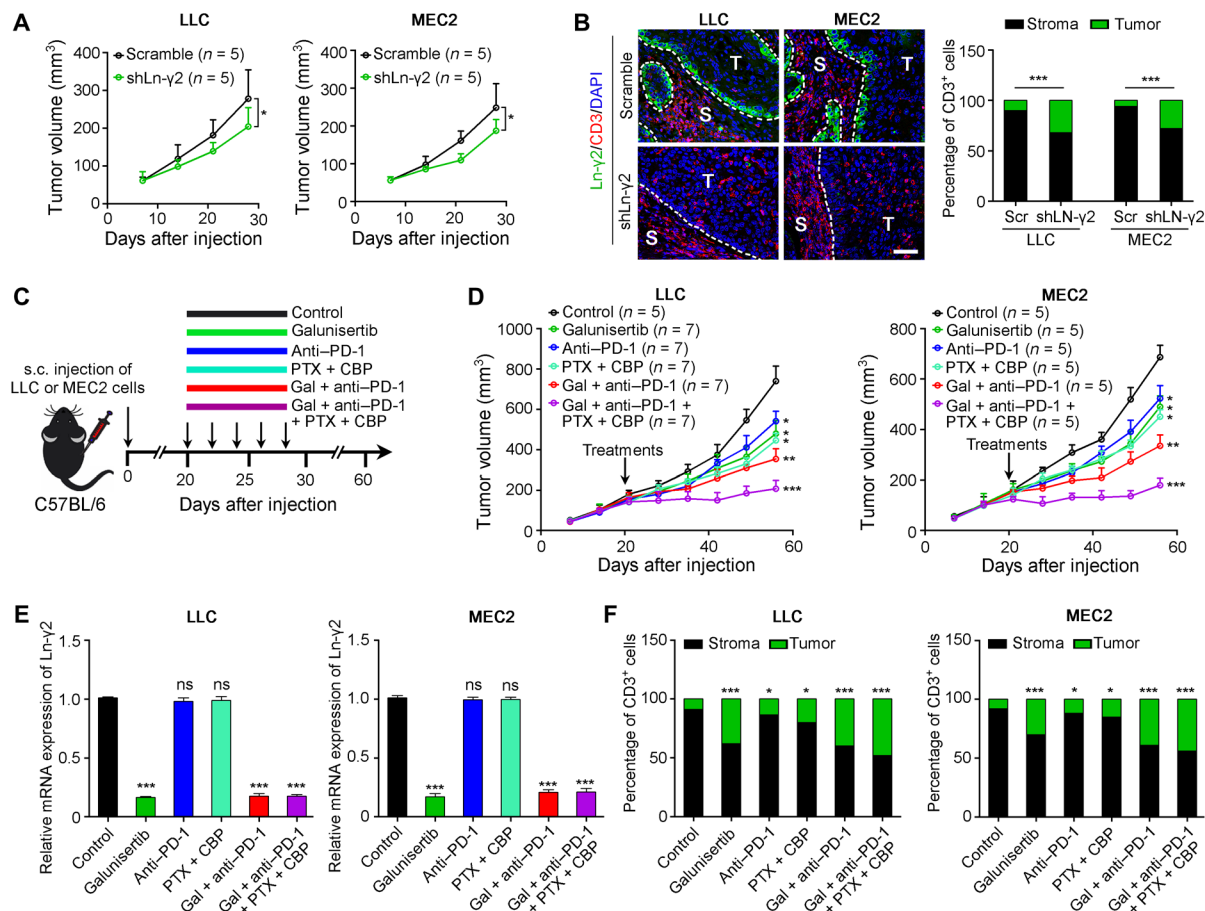 A
LLC
MEC2
Tumor volume (mm³)
400
300
200
100
0
Scramble (n = 5)
shLn-γ2 (n = 5)
*
0 10 20 30
Days after injection
Tumor volume (mm³)
400
300
200
100
0
Scramble (n = 5)
shLn-γ2 (n = 5)
*
0 10 20 30
Days after injection
B
LLC
MEC2
Ln-γ2/CD3/DAPI
Scramble
shLn-γ2
T
S
S
T
T
S
S
T
Stroma Tumor
Percentage of CD3⁺ cells
150
100
50
0
*** ***
Scr shLN-γ2 Scr shLN-γ2
LLC MEC2
C
Control
Galunisertib
Anti–PD-1
PTX + CBP
Gal + anti–PD-1
Gal + anti–PD-1
+ PTX + CBP
s.c. injection of
LLC or MEC2 cells
C57BL/6
0 20 22 24 26 28 30 60
Days after injection
D
LLC
Control (n = 5)
Galunisertib (n = 7)
Anti–PD-1 (n = 7)
PTX + CBP (n = 7)
Gal + anti–PD-1 (n = 7)
Gal + anti–PD-1 +
PTX + CBP (n = 7)
Treatments
Tumor volume (mm³)
1000
800
600
400
200
0
*
*
*
**
***
0 10 20 30 40 50 60
Days after injection
MEC2
Control (n = 5)
Galunisertib (n = 5)
Anti–PD-1 (n = 5)
PTX + CBP (n = 5)
Gal + anti–PD-1 (n = 5)
Gal + anti–PD-1 +
PTX + CBP (n = 5)
Treatments
Tumor volume (mm³)
800
600
400
200
0
*
*
*
**
***
0 10 20 30 40 50 60
Days after injection
E
LLC
Relative mRNA expression of Ln-γ2
1.5
1.0
0.5
0
*** ns ns *** ***
Control
Galunisertib
Anti–PD-1
PTX + CBP
Gal + anti–PD-1
Gal + anti–PD-1
+ PTX + CBP
MEC2
Relative mRNA expression of Ln-γ2
1.5
1.0
0.5
0
*** ns ns *** ***
Control
Galunisertib
Anti–PD-1
PTX + CBP
Gal + anti–PD-1
Gal + anti–PD-1
+ PTX + CBP
F
LLC
Stroma Tumor
Percentage of CD3⁺ cells
150
100
50
0
*** * * *** ***
Control
Galunisertib
Anti–PD-1
PTX + CBP
Gal + anti–PD-1
Gal + anti–PD-1
+ PTX + CBP
MEC2
Stroma Tumor
Percentage of CD3⁺ cells
150
100
50
0
*** * * *** ***
Control
Galunisertib
Anti–PD-1
PTX + CBP
Gal + anti–PD-1
Gal + anti–PD-1
+ PTX + CBP